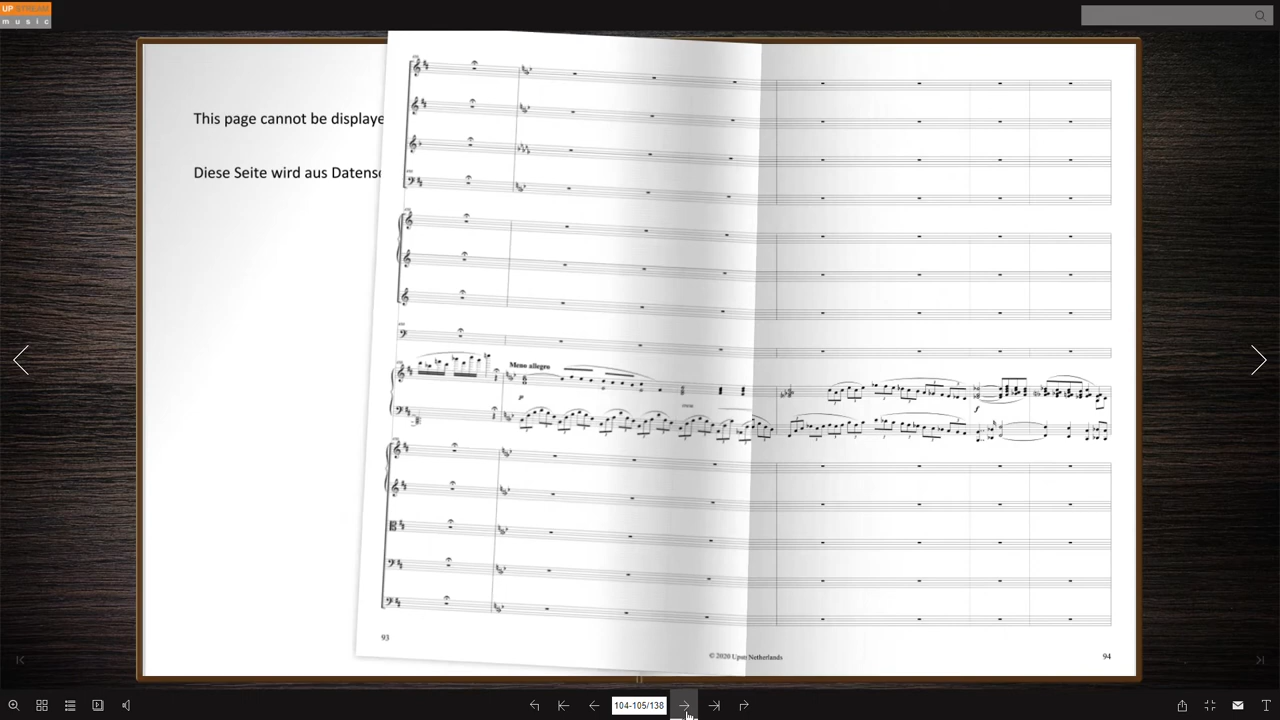 UP STREAM
music
This page cannot be displaye
Diese Seite wird aus Datens
Meno allegro
p
f
93
© 2020 Netherlands
94
104-105/138